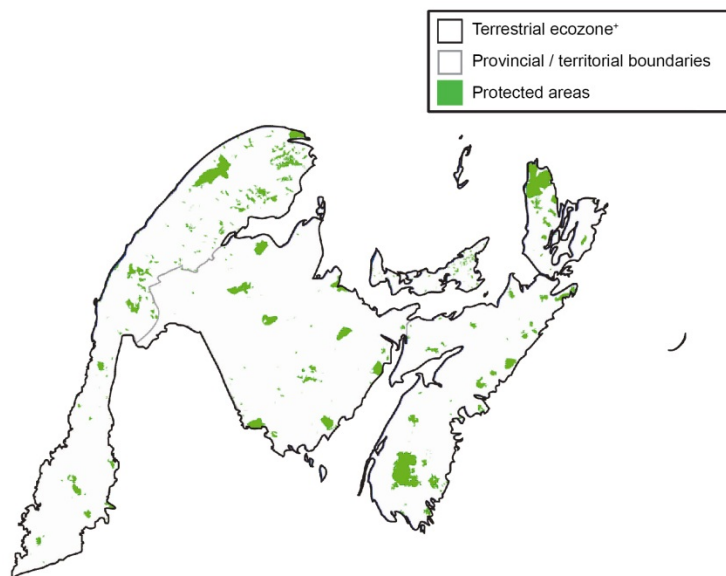 Terrestrial ecozone⁺
Provincial / territorial boundaries
Protected areas